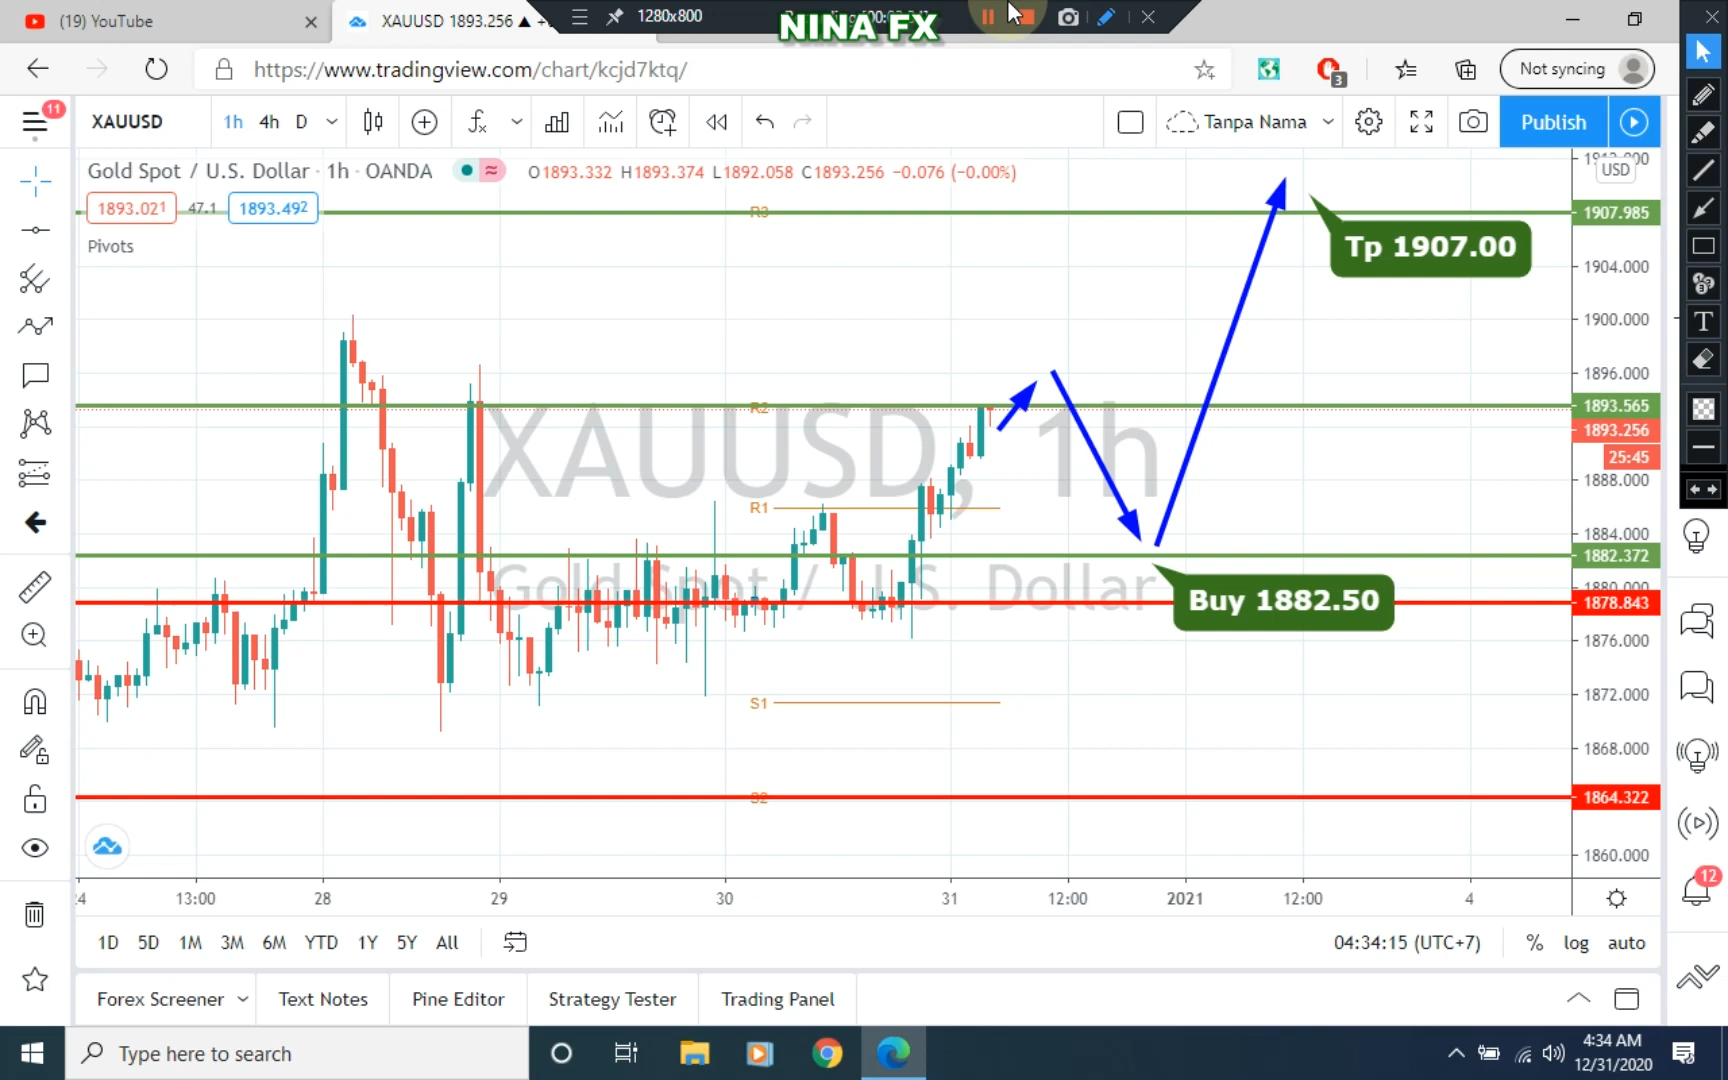 (19) YouTube
XAUUSD 1893.256 ▲ +
1280x800
NINA FX
https://www.tradingview.com/chart/kcjd7ktq/
3
Not syncing
11
XAUUSD
1h
4h
D
Tanpa Nama
Publish
Gold Spot / U.S. Dollar · 1h · OANDA
O1893.332 H1893.374 L1892.058 C1893.256 -0.076 (-0.00%)
USD
1893.021
47.1
1893.492
R3
1907.985
Pivots
Tp 1907.00
1904.000
1900.000
1896.000
R2
1893.565
1893.256
25:45
XAUUSD, 1h
1888.000
R1
1884.000
1882.372
Gold Spot / U.S. Dollar
1880.000
Buy 1882.50
1878.843
1876.000
1872.000
S1
1868.000
S2
1864.322
1860.000
12
13:00
28
29
30
31
12:00
2021
12:00
4
1D 5D 1M 3M 6M YTD 1Y 5Y All
04:34:15 (UTC+7)
% log auto
Forex Screener
Text Notes
Pine Editor
Strategy Tester
Trading Panel
Type here to search
4:34 AM
12/31/2020